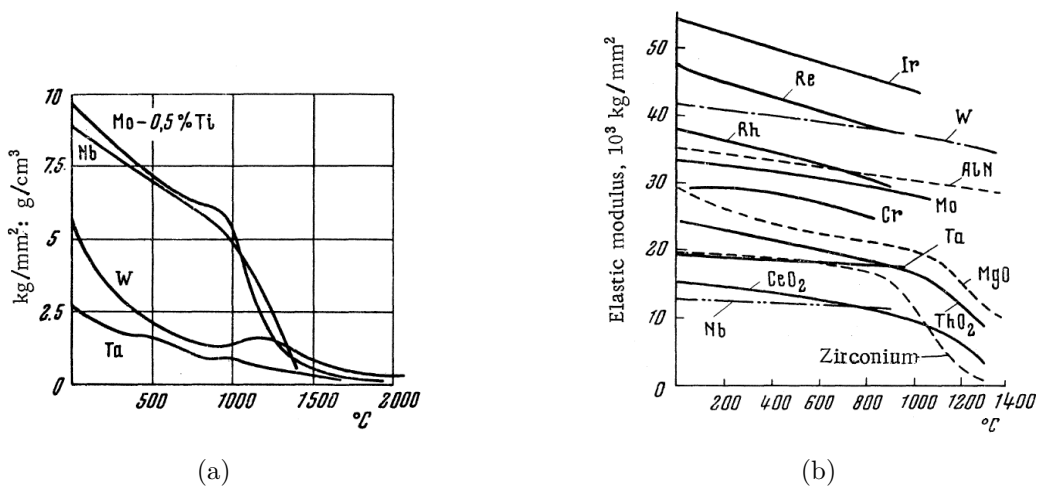 kg/mm²: g/cm³
10
7.5
5
2.5
0
Mo-0,5%Ti
Nb
W
Ta
500
1000
1500
2000
°C
(a)
Elastic modulus, 10³ kg/mm²
50
40
30
20
10
0
Ir
Re
W
Rh
AlN
Mo
Cr
Ta
MgO
CeO₂
Nb
ThO₂
Zirconium
200
400
600
800
1000
1200
1400
°C
(b)